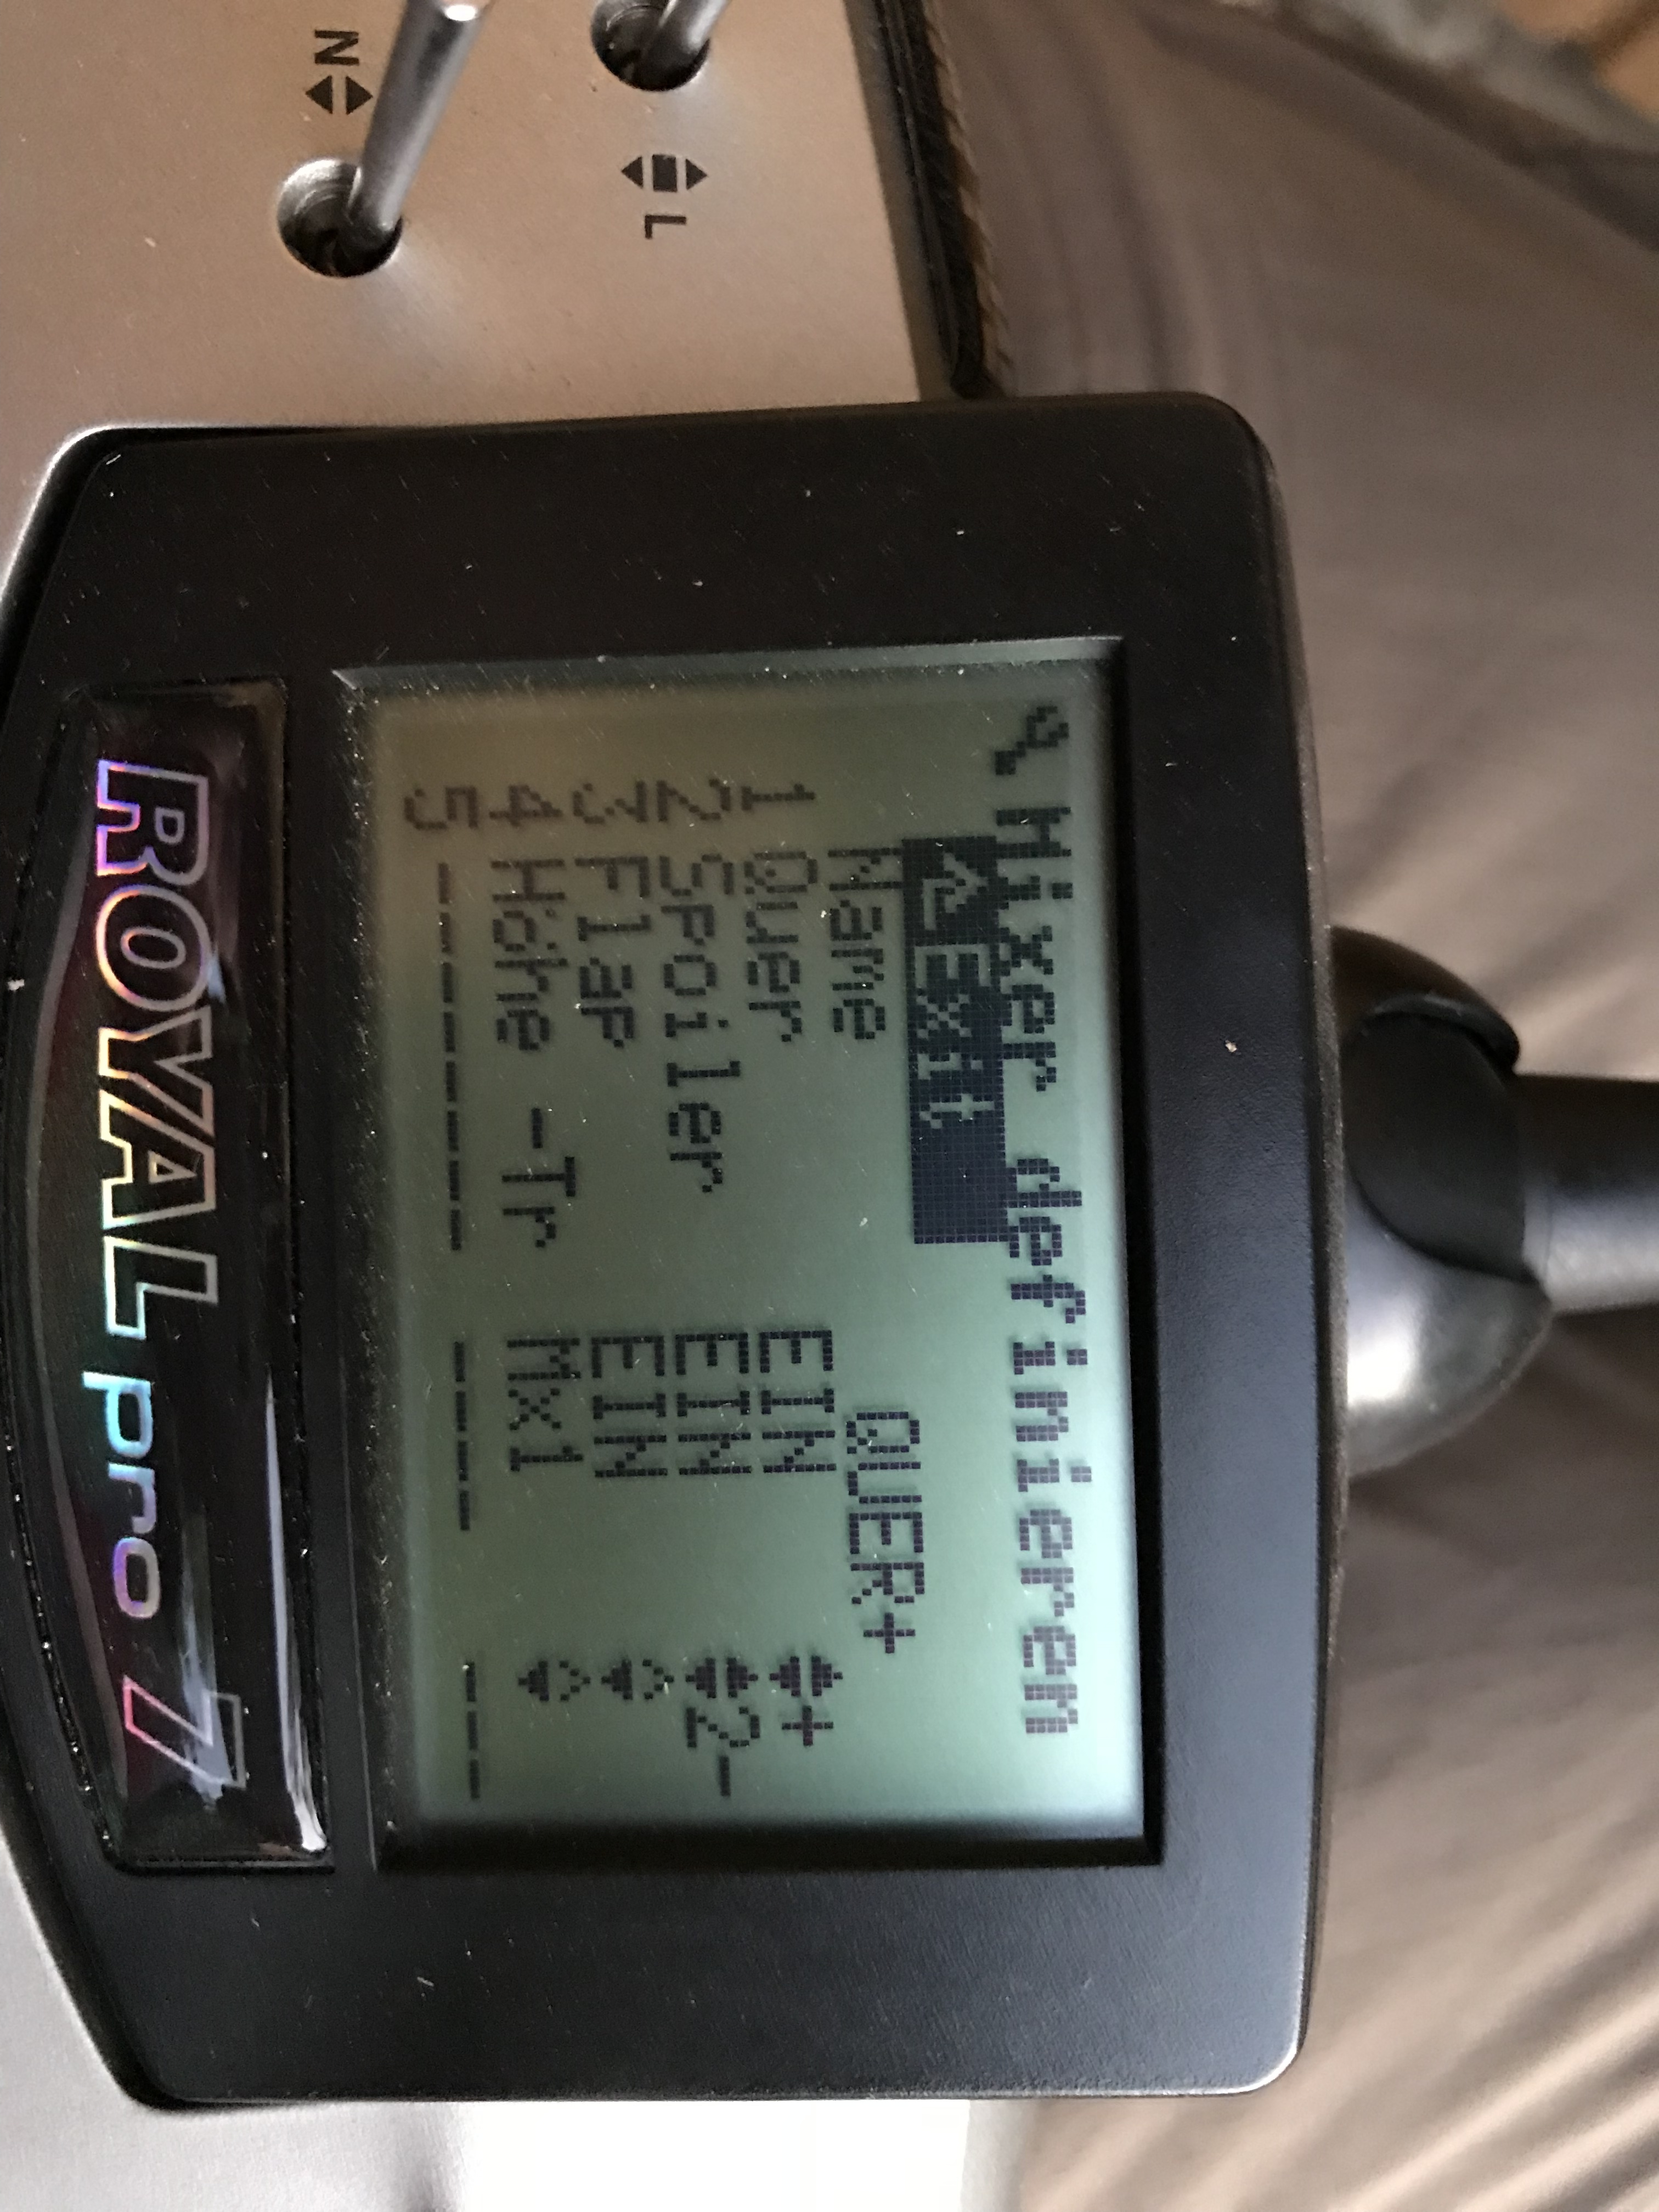 N
L
Mixer definieren
Exit
Name QUER+
1 Quer EIN +
2 Spoiler EIN 2-
3 Flap EIN
4 Höhe -Tr Mx1
5 -------- ---- ---
ROYAL pro 7